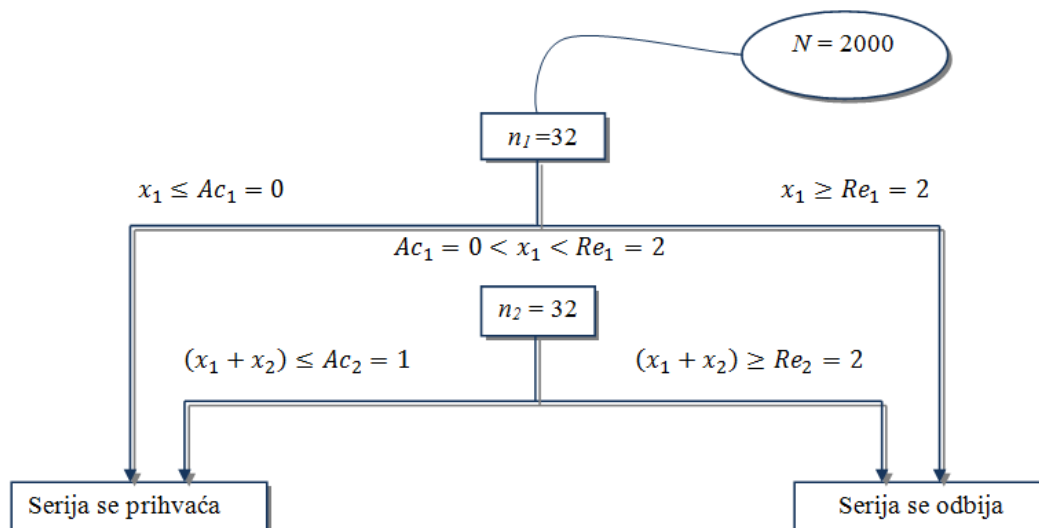 N = 2000
n₁ =32
x₁ ≤ Ac₁ = 0
x₁ ≥ Re₁ = 2
Ac₁ = 0 < x₁ < Re₁ = 2
n₂ = 32
(x₁ + x₂) ≤ Ac₂ = 1
(x₁ + x₂) ≥ Re₂ = 2
Serija se prihvaća
Serija se odbija